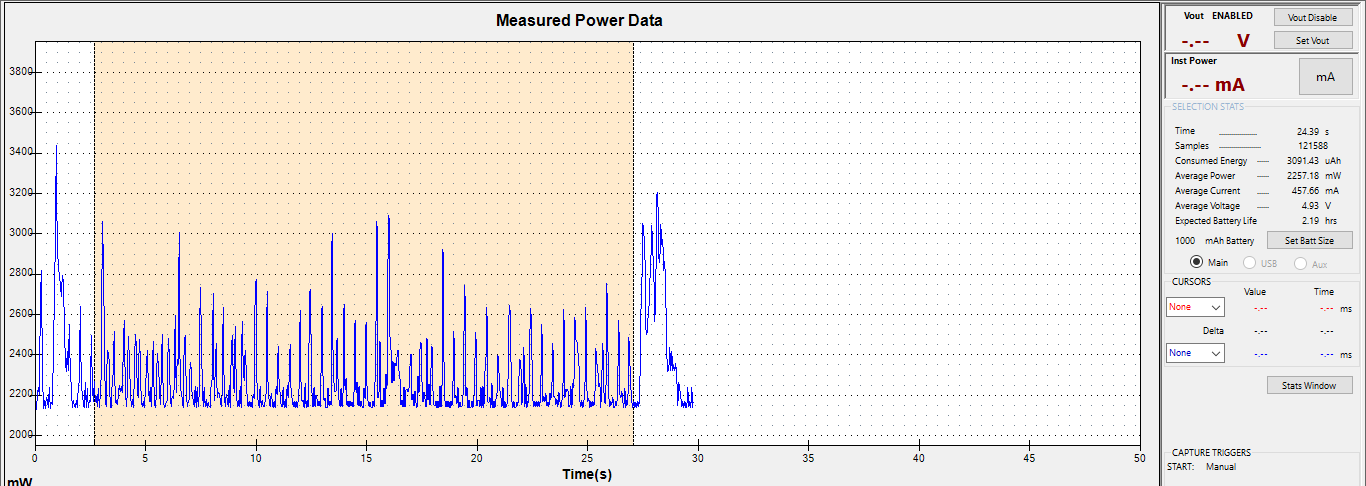 Measured Power Data
3800
3600
3400
3200
3000
2800
2600
2400
2200
2000
0 5 10 15 20 25 30 35 40 45 50
Time(s)
mW
Vout ENABLED Vout Disable
-.-- V Set Vout
Inst Power
-.-- mA mA
SELECTION STATS
Time 24.39 s
Samples 121588
Consumed Energy 3091.43 uAh
Average Power 2257.18 mW
Average Current 457.66 mA
Average Voltage 4.93 V
Expected Battery Life 2.19 hrs
1000 mAh Battery Set Batt Size
Main USB Aux
CURSORS
Value Time
None -.-- -.-- ms
Delta -.-- -.--
None -.-- -.-- ms
Stats Window
CAPTURE TRIGGERS
START: Manual